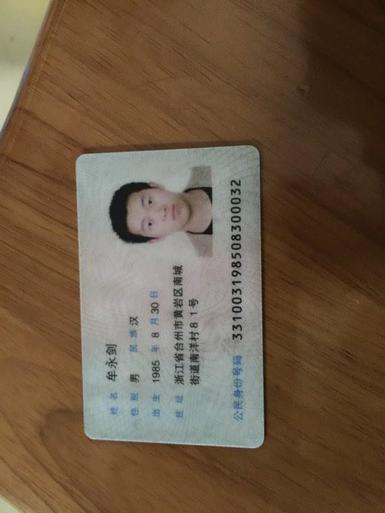 姓名 牟永剑
性别 男 民族 汉
出生 1985 年 8 月 30 日
住址 浙江省台州市黄岩区南城
街道南洋村81号
公民身份号码 331003198508300032